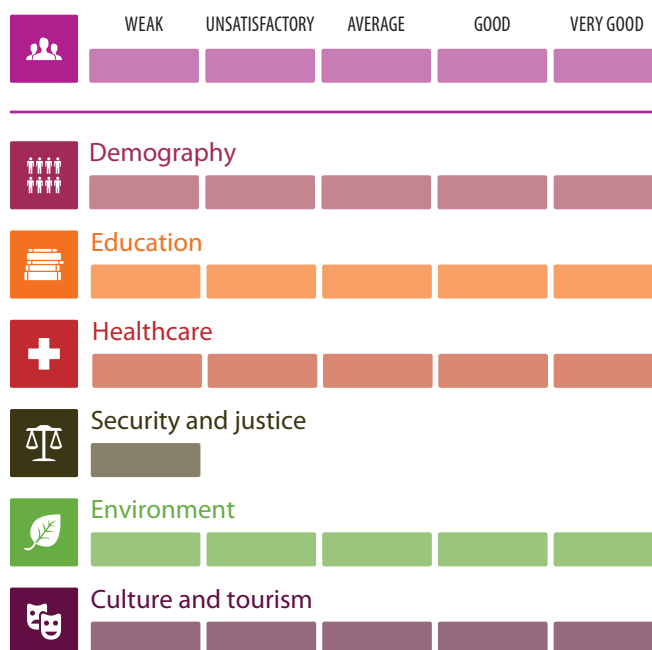 WEAK UNSATISFACTORY AVERAGE GOOD VERY GOOD
Demography
Education
Healthcare
Security and justice
Environment
Culture and tourism